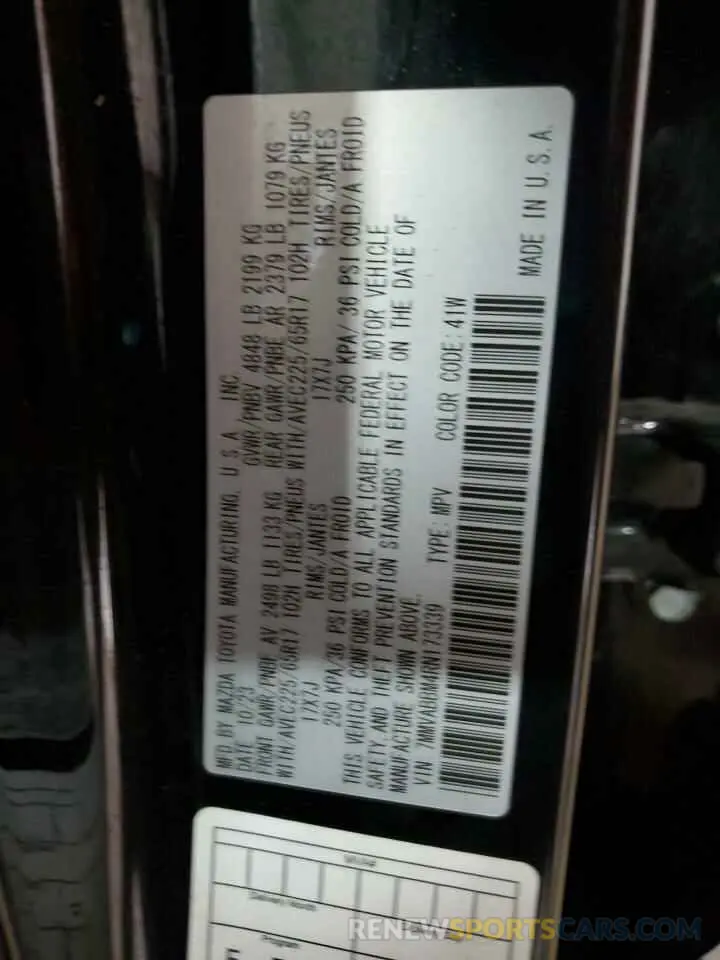 MFD BY MAZDA TOYOTA MANUFACTURING, U.S.A. INC
DATE 10/23 GVWR/PNBV 4848 LB 2199 KG
FRONT GAWR/PNBE AV 2498 LB 1133 KG REAR GAWR/PNBE AR 2379 LB 1079 KG
WITH/AVEC225/65R17 102H TIRES/PNEUS WITH/AVEC225/65R17 102H TIRES/PNEUS
17X7J RIMS/JANTES 17X7J RIMS/JANTES
250 KPA/36 PSI COLD/A FROID 250 KPA/ 36 PSI COLD/A FROID
THIS VEHICLE CONFORMS TO ALL APPLICABLE FEDERAL MOTOR VEHICLE
SAFETY,AND THEFT PREVENTION STANDARDS IN EFFECT ON THE DATE OF
MANUFACTURE SHOWN ABOVE.
VIN 7MMVABBM4RN173339 TYPE:MPV COLOR CODE:41W
MADE IN U.S.A.
Delivery Month
Program
RENEWSPORTSCARS.COM